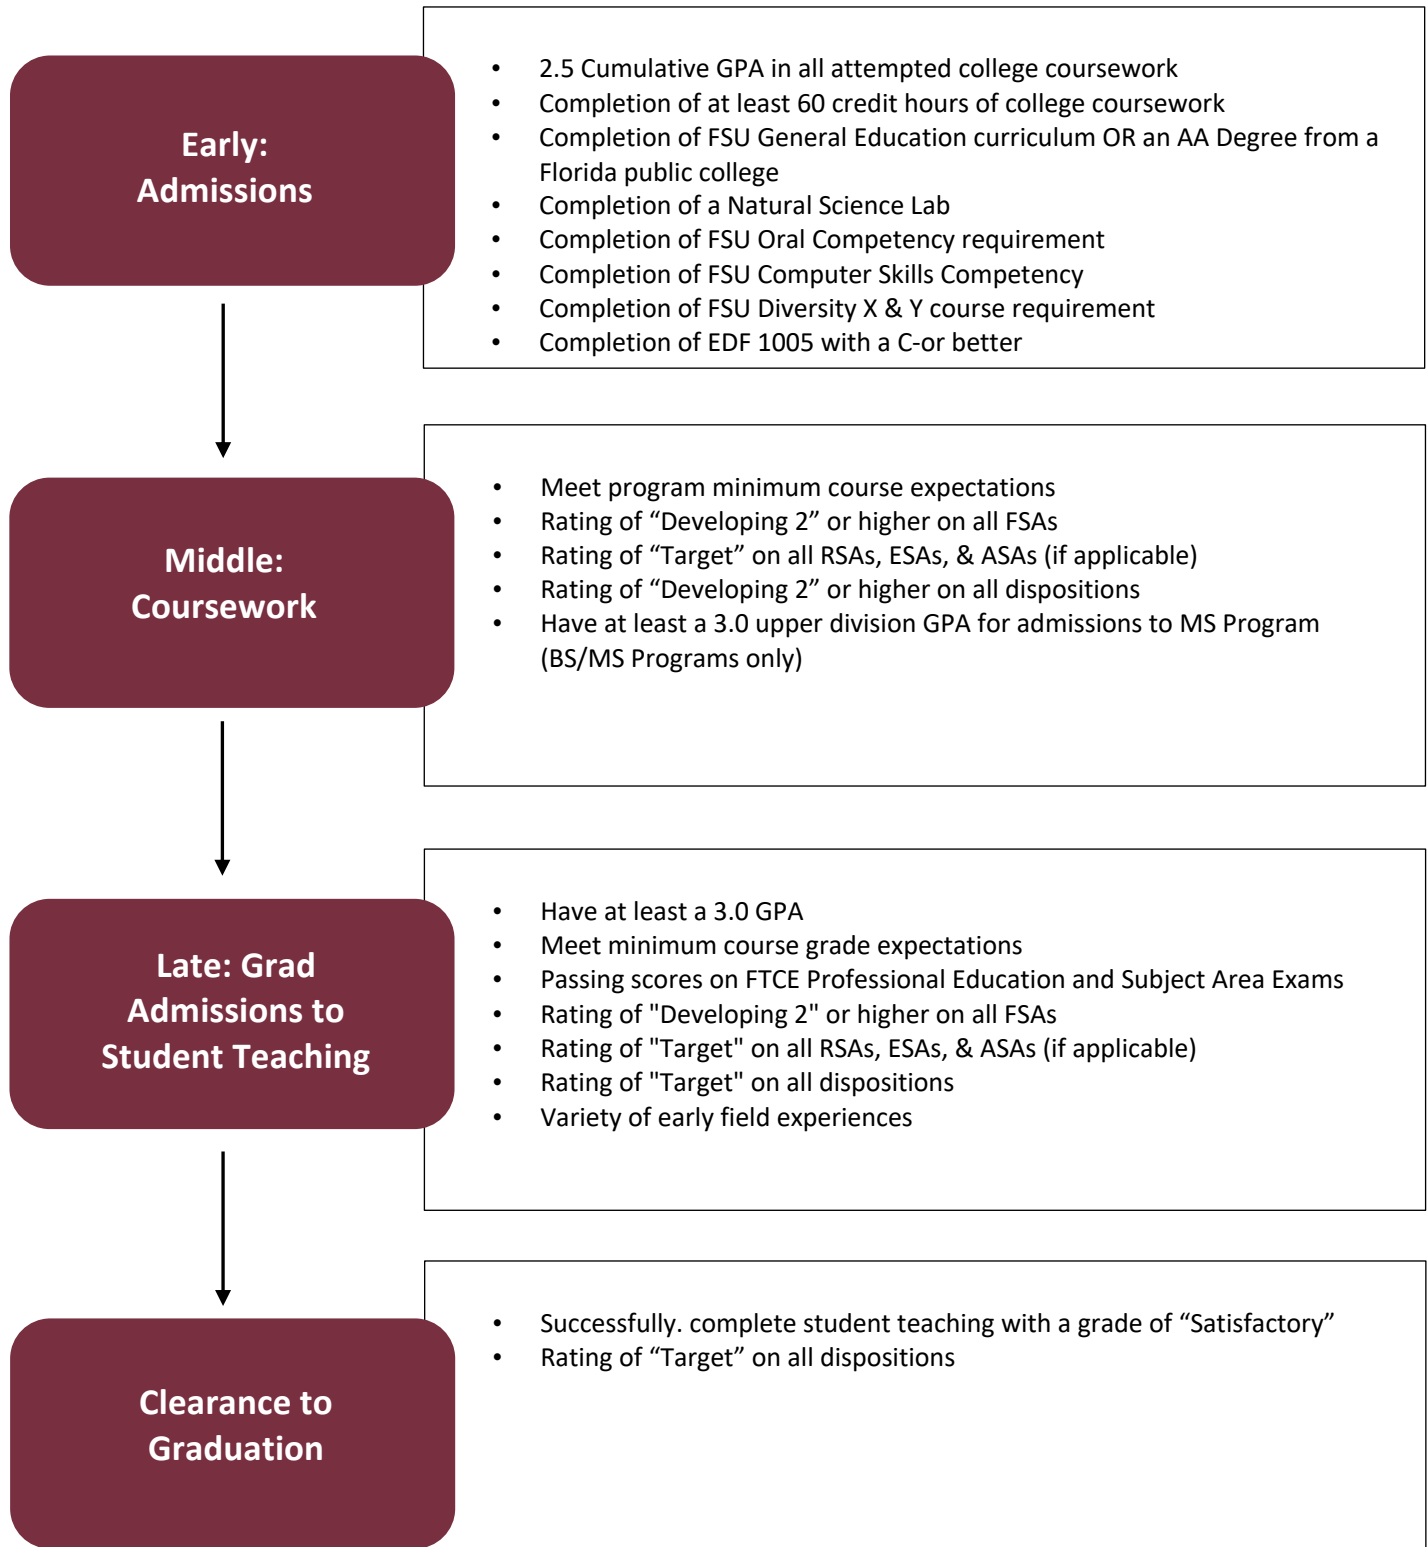 Early:
Admissions
• 2.5 Cumulative GPA in all attempted college coursework
• Completion of at least 60 credit hours of college coursework
• Completion of FSU General Education curriculum OR an AA Degree from a
Florida public college
• Completion of a Natural Science Lab
• Completion of FSU Oral Competency requirement
• Completion of FSU Computer Skills Competency
• Completion of FSU Diversity X & Y course requirement
• Completion of EDF 1005 with a C-or better
Middle:
Coursework
• Meet program minimum course expectations
• Rating of “Developing 2” or higher on all FSAs
• Rating of “Target” on all RSAs, ESAs, & ASAs (if applicable)
• Rating of “Developing 2” or higher on all dispositions
• Have at least a 3.0 upper division GPA for admissions to MS Program
(BS/MS Programs only)
Late: Grad
Admissions to
Student Teaching
• Have at least a 3.0 GPA
• Meet minimum course grade expectations
• Passing scores on FTCE Professional Education and Subject Area Exams
• Rating of "Developing 2" or higher on all FSAs
• Rating of "Target" on all RSAs, ESAs, & ASAs (if applicable)
• Rating of "Target" on all dispositions
• Variety of early field experiences
Clearance to
Graduation
• Successfully. complete student teaching with a grade of “Satisfactory”
• Rating of “Target” on all dispositions